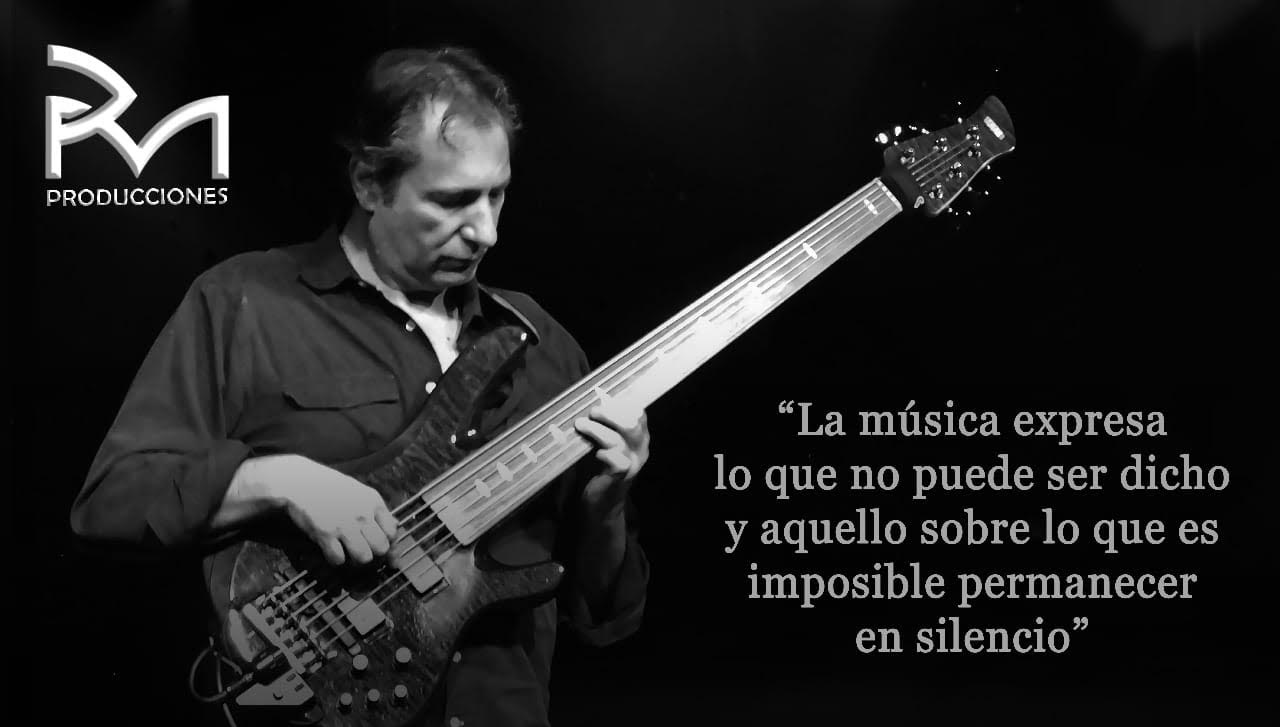 RM
PRODUCCIONES
“La música expresa
lo que no puede ser dicho
y aquello sobre lo que es
imposible permanecer
en silencio”